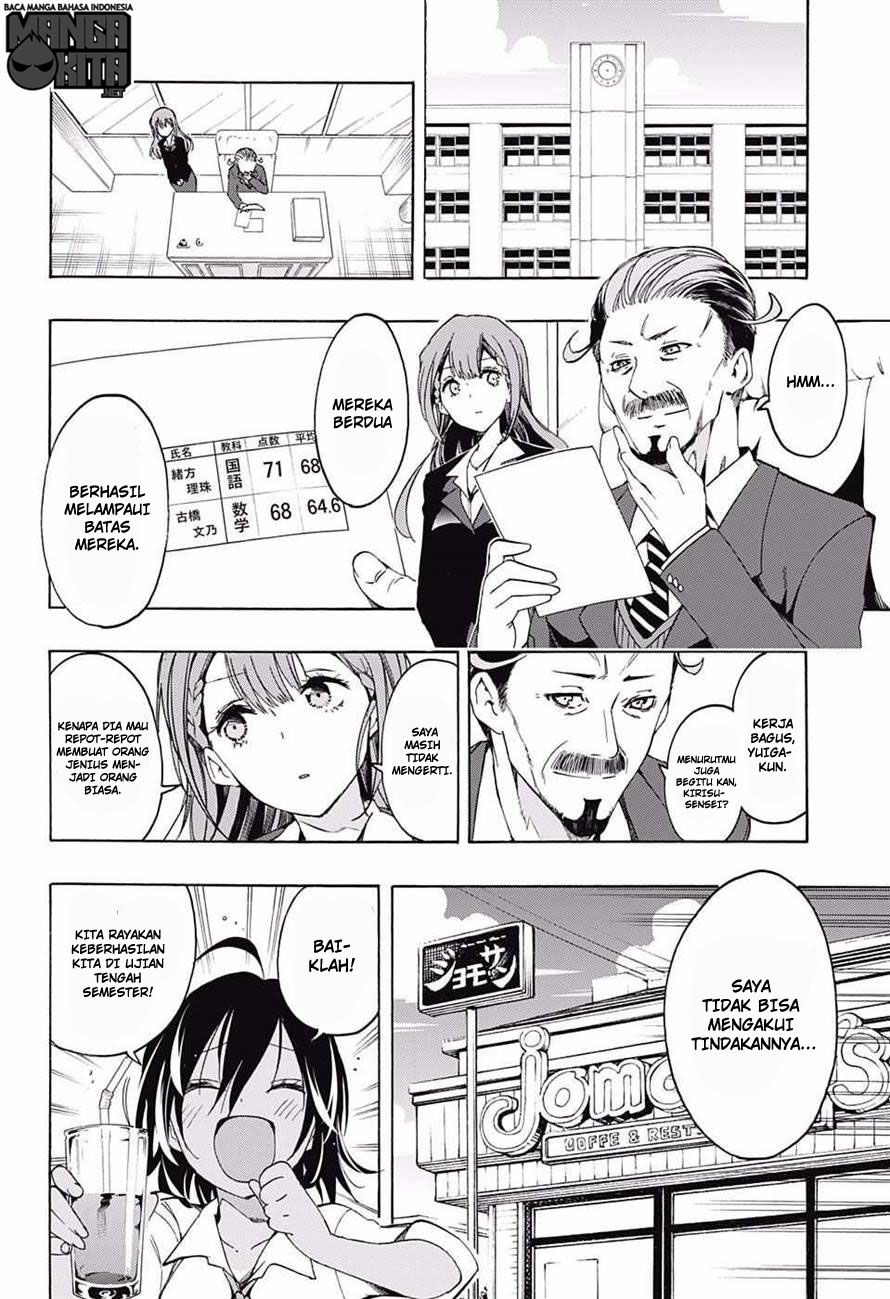 BACA MANGA BAHASA INDONESIA
MANGA
KITA
.NET
HMM...
MEREKA
BERDUA
氏名 教科 点数 平均
緒方
理珠 国語 71 68
古橋
文乃 数学 68 64.6
BERHASIL
MELAMPAUI
BATAS
MEREKA.
KERJA
BAGUS,
YUIGA-
KUN.
MENURUTMU
JUGA
BEGITU KAN,
KIRISU-
SENSEI?
SAYA
MASIH
TIDAK
MENGERTI.
KENAPA DIA MAU
REPOT-REPOT
MEMBUAT ORANG
JENIUS MEN-
JADI ORANG
BIASA.
SAYA
TIDAK BISA
MENGAKUI
TINDAKANNYA...
ジョモサン
Jomo
'S
COFFE & REST
BAI-
KLAH!
KITA RAYAKAN
KEBERHASILAN
KITA DI UJIAN
TENGAH
SEMESTER!